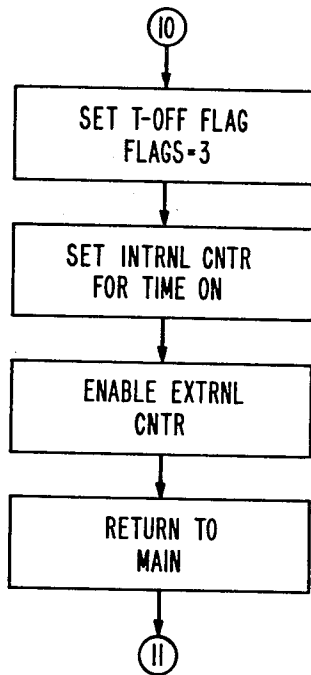 10
SET T-OFF FLAG
FLAGS=3
SET INTRNL CNTR
FOR TIME ON
ENABLE EXTRNL
CNTR
RETURN TO
MAIN
11